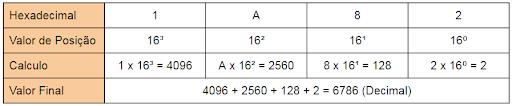 Hexadecimal 1 A 8 2
Valor de Posição 16³ 16² 16¹ 16⁰
Calculo 1 x 16³ = 4096 A x 16² = 2560 8 x 16¹ = 128 2 x 16⁰ = 2
Valor Final 4096 + 2560 + 128 + 2 = 6786 (Decimal)